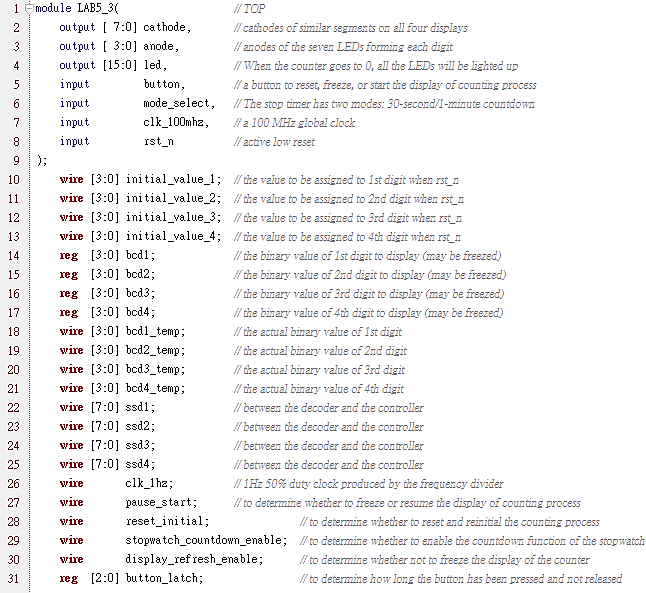 1 module LAB5_3( // TOP
2 output [ 7:0] cathode, // cathodes of similar segments on all four displays
3 output [ 3:0] anode, // anodes of the seven LEDs forming each digit
4 output [15:0] led, // When the counter goes to 0, all the LEDs will be lighted up
5 input button, // a button to reset, freeze, or start the display of counting process
6 input mode_select, // The stop timer has two modes: 30-second/1-minute countdown
7 input clk_100mhz, // a 100 MHz global clock
8 input rst_n // active low reset
9 );
10 wire [3:0] initial_value_1; // the value to be assigned to 1st digit when rst_n
11 wire [3:0] initial_value_2; // the value to be assigned to 2nd digit when rst_n
12 wire [3:0] initial_value_3; // the value to be assigned to 3rd digit when rst_n
13 wire [3:0] initial_value_4; // the value to be assigned to 4th digit when rst_n
14 reg [3:0] bcd1; // the binary value of 1st digit to display (may be freezed)
15 reg [3:0] bcd2; // the binary value of 2nd digit to display (may be freezed)
16 reg [3:0] bcd3; // the binary value of 3rd digit to display (may be freezed)
17 reg [3:0] bcd4; // the binary value of 4th digit to display (may be freezed)
18 wire [3:0] bcd1_temp; // the actual binary value of 1st digit
19 wire [3:0] bcd2_temp; // the actual binary value of 2nd digit
20 wire [3:0] bcd3_temp; // the actual binary value of 3rd digit
21 wire [3:0] bcd4_temp; // the actual binary value of 4th digit
22 wire [7:0] ssd1; // between the decoder and the controller
23 wire [7:0] ssd2; // between the decoder and the controller
24 wire [7:0] ssd3; // between the decoder and the controller
25 wire [7:0] ssd4; // between the decoder and the controller
26 wire clk_1hz; // 1Hz 50% duty clock produced by the frequency divider
27 wire pause_start; // to determine whether to freeze or resume the display of counting process
28 wire reset_initial; // to determine whether to reset and reinitial the counting process
29 wire stopwatch_countdown_enable; // to determine whether to enable the countdown function of the stopwatch
30 wire display_refresh_enable; // to determine whether not to freeze the display of the counter
31 reg [2:0] button_latch; // to determine how long the button has been pressed and not released